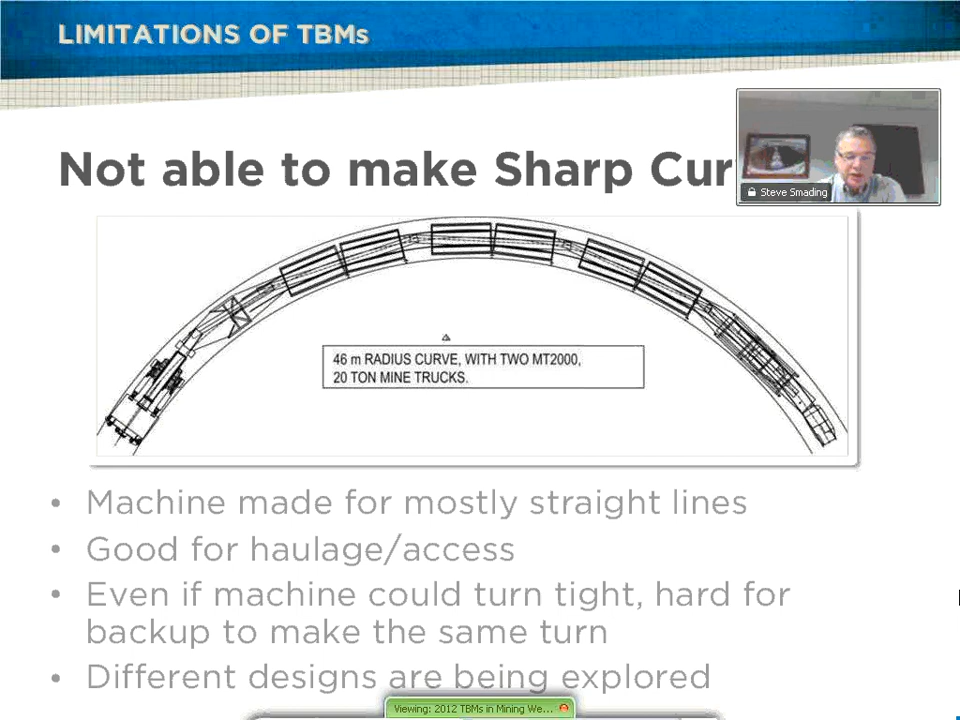 LIMITATIONS OF TBMs
Not able to make Sharp Cur
Steve Smading
46 m RADIUS CURVE, WITH TWO MT2000,
20 TON MINE TRUCKS.
• Machine made for mostly straight lines
• Good for haulage/access
• Even if machine could turn tight, hard for
backup to make the same turn
• Different designs are being explored
Viewing: 2012 TBMs in Mining We...